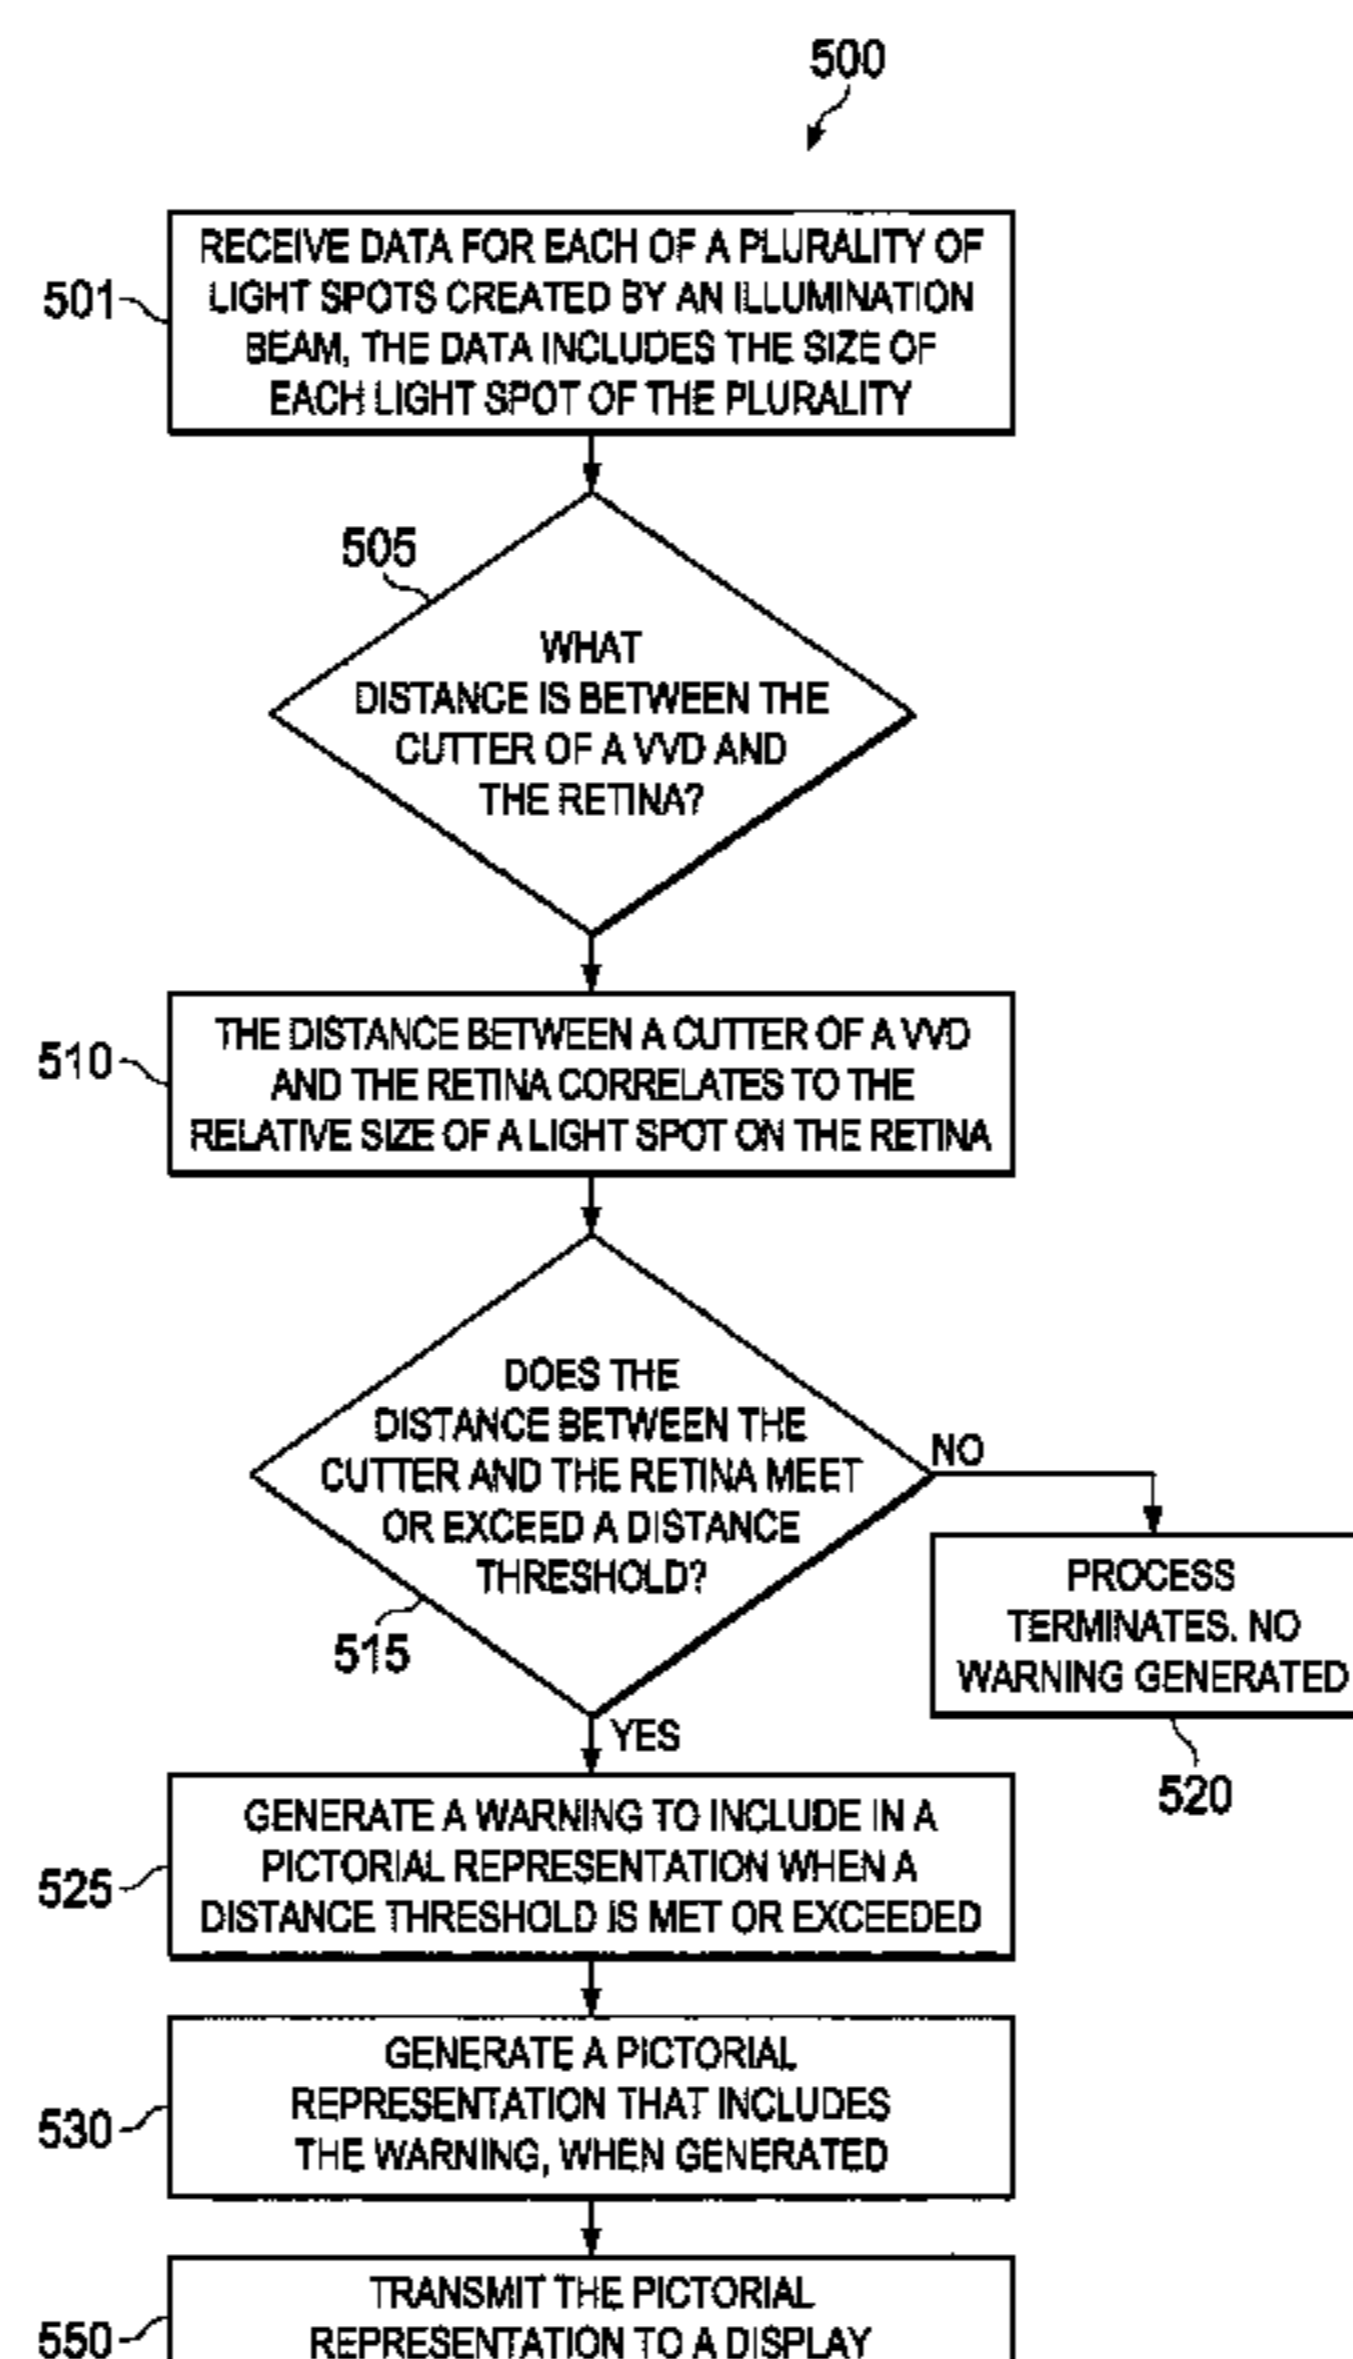 500
RECEIVE DATA FOR EACH OF A PLURALITY OF
LIGHT SPOTS CREATED BY AN ILLUMINATION
BEAM, THE DATA INCLUDES THE SIZE OF
EACH LIGHT SPOT OF THE PLURALITY
501
505
WHAT
DISTANCE IS BETWEEN THE
CUTTER OF A VVD AND
THE RETINA?
510
THE DISTANCE BETWEEN A CUTTER OF A VVD
AND THE RETINA CORRELATES TO THE
RELATIVE SIZE OF A LIGHT SPOT ON THE RETINA
DOES THE
DISTANCE BETWEEN THE
CUTTER AND THE RETINA MEET
OR EXCEED A DISTANCE
THRESHOLD?
515
NO
PROCESS
TERMINATES. NO
WARNING GENERATED
520
YES
GENERATE A WARNING TO INCLUDE IN A
PICTORIAL REPRESENTATION WHEN A
DISTANCE THRESHOLD IS MET OR EXCEEDED
525
GENERATE A PICTORIAL
REPRESENTATION THAT INCLUDES
THE WARNING, WHEN GENERATED
530
TRANSMIT THE PICTORIAL
REPRESENTATION TO A DISPLAY
550